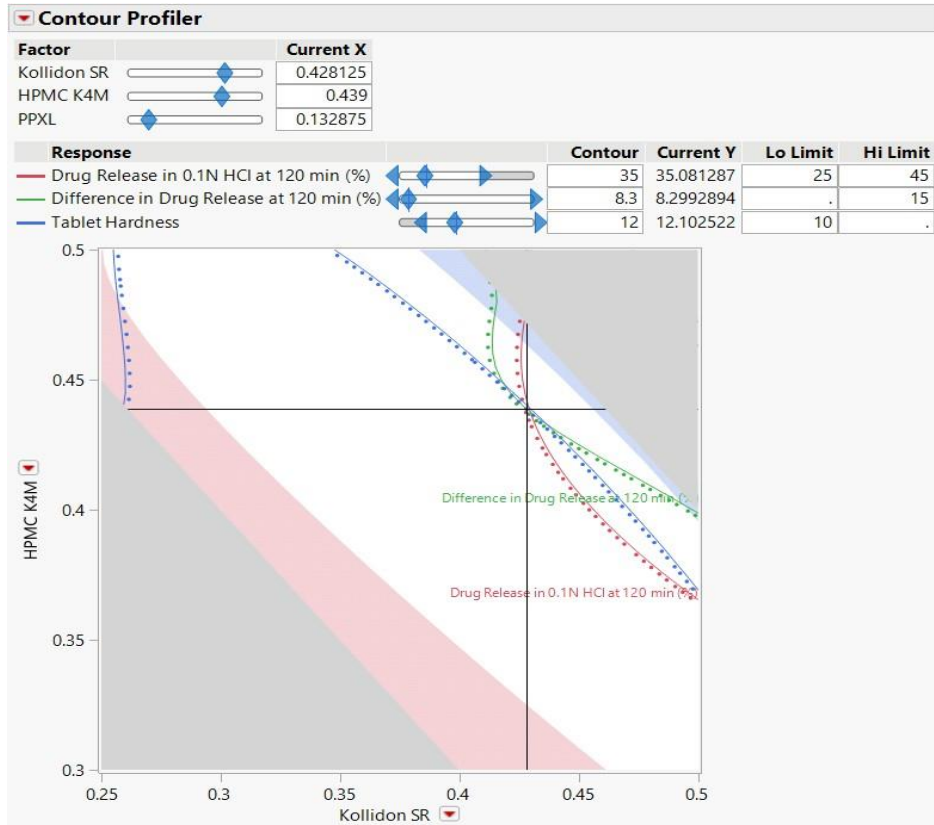 Contour Profiler
Factor Current X
Kollidon SR 0.428125
HPMC K4M 0.439
PPXL 0.132875
Response Contour Current Y Lo Limit Hi Limit
Drug Release in 0.1N HCl at 120 min (%) 35 35.081287 25 45
Difference in Drug Release at 120 min (%) 8.3 8.2992894 . 15
Tablet Hardness 12 12.102522 10 .
0.5
0.45
0.4
0.35
0.3
HPMC K4M
Difference in Drug Release at 120 min (
Drug Release in 0.1N HCl at 120 min (%)
0.25 0.3 0.35 0.4 0.45 0.5
Kollidon SR